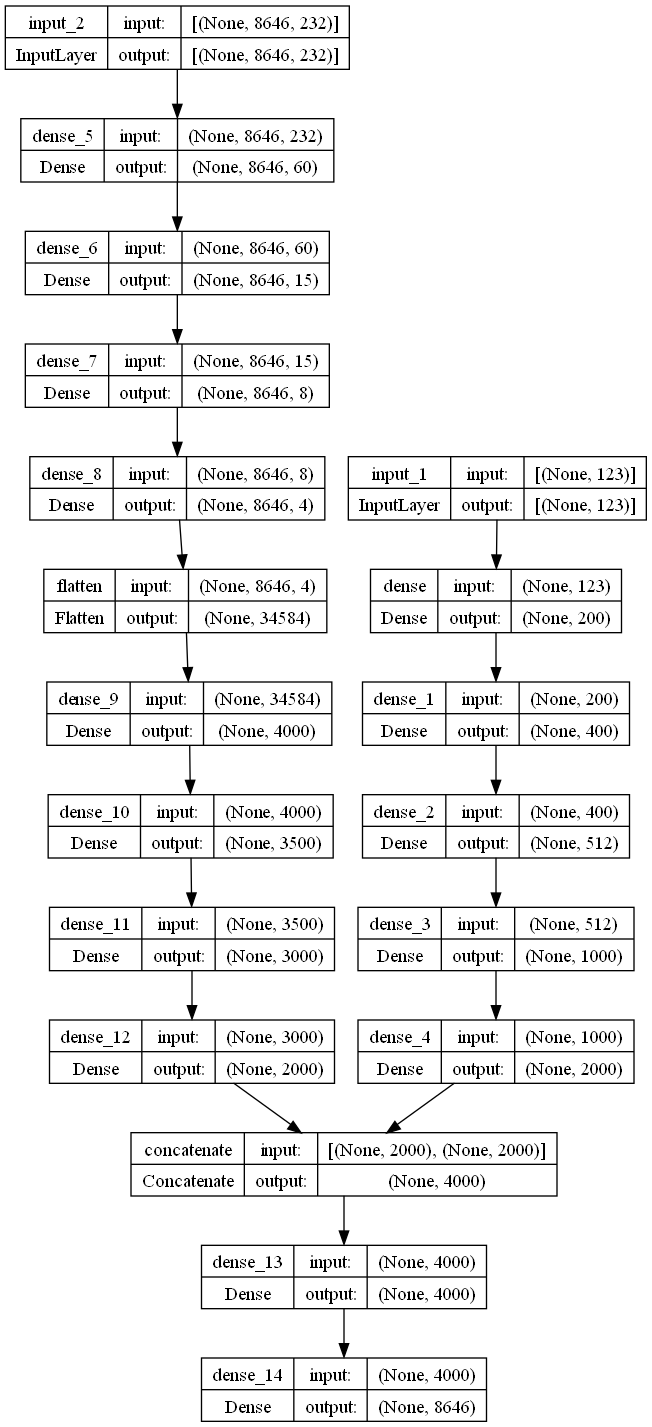 input_2 input: [(None, 8646, 232)]
InputLayer output: [(None, 8646, 232)]
dense_5 input: (None, 8646, 232)
Dense output: (None, 8646, 60)
dense_6 input: (None, 8646, 60)
Dense output: (None, 8646, 15)
dense_7 input: (None, 8646, 15)
Dense output: (None, 8646, 8)
dense_8 input: (None, 8646, 8)
Dense output: (None, 8646, 4)
flatten input: (None, 8646, 4)
Flatten output: (None, 34584)
dense_9 input: (None, 34584)
Dense output: (None, 4000)
dense_10 input: (None, 4000)
Dense output: (None, 3500)
dense_11 input: (None, 3500)
Dense output: (None, 3000)
dense_12 input: (None, 3000)
Dense output: (None, 2000)
input_1 input: [(None, 123)]
InputLayer output: [(None, 123)]
dense input: (None, 123)
Dense output: (None, 200)
dense_1 input: (None, 200)
Dense output: (None, 400)
dense_2 input: (None, 400)
Dense output: (None, 512)
dense_3 input: (None, 512)
Dense output: (None, 1000)
dense_4 input: (None, 1000)
Dense output: (None, 2000)
concatenate input: [(None, 2000), (None, 2000)]
Concatenate output: (None, 4000)
dense_13 input: (None, 4000)
Dense output: (None, 4000)
dense_14 input: (None, 4000)
Dense output: (None, 8646)